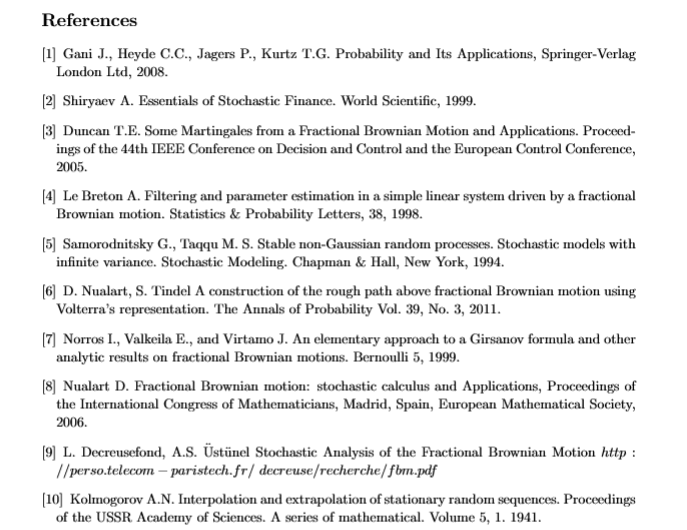 References
[1] Gani J., Heyde C.C., Jagers P., Kurtz T.G. Probability and Its Applications, Springer-Verlag
London Ltd, 2008.
[2] Shiryaev A. Essentials of Stochastic Finance. World Scientific, 1999.
[3] Duncan T.E. Some Martingales from a Fractional Brownian Motion and Applications. Proceed-
ings of the 44th IEEE Conference on Decision and Control and the European Control Conference,
2005.
[4] Le Breton A. Filtering and parameter estimation in a simple linear system driven by a fractional
Brownian motion. Statistics & Probability Letters, 38, 1998.
[5] Samorodnitsky G., Taqqu M. S. Stable non-Gaussian random processes. Stochastic models with
infinite variance. Stochastic Modeling. Chapman & Hall, New York, 1994.
[6] D. Nualart, S. Tindel A construction of the rough path above fractional Brownian motion using
Volterra's representation. The Annals of Probability Vol. 39, No. 3, 2011.
[7] Norros I., Valkeila E., and Virtamo J. An elementary approach to a Girsanov formula and other
analytic results on fractional Brownian motions. Bernoulli 5, 1999.
[8] Nualart D. Fractional Brownian motion: stochastic calculus and Applications, Proceedings of
the International Congress of Mathematicians, Madrid, Spain, European Mathematical Society,
2006.
[9] L. Decreusefond, A.S. Üstünel Stochastic Analysis of the Fractional Brownian Motion http :
//perso.telecom − paristech.fr/ decreuse/recherche/fbm.pdf
[10] Kolmogorov A.N. Interpolation and extrapolation of stationary random sequences. Proceedings
of the USSR Academy of Sciences. A series of mathematical. Volume 5, 1. 1941.